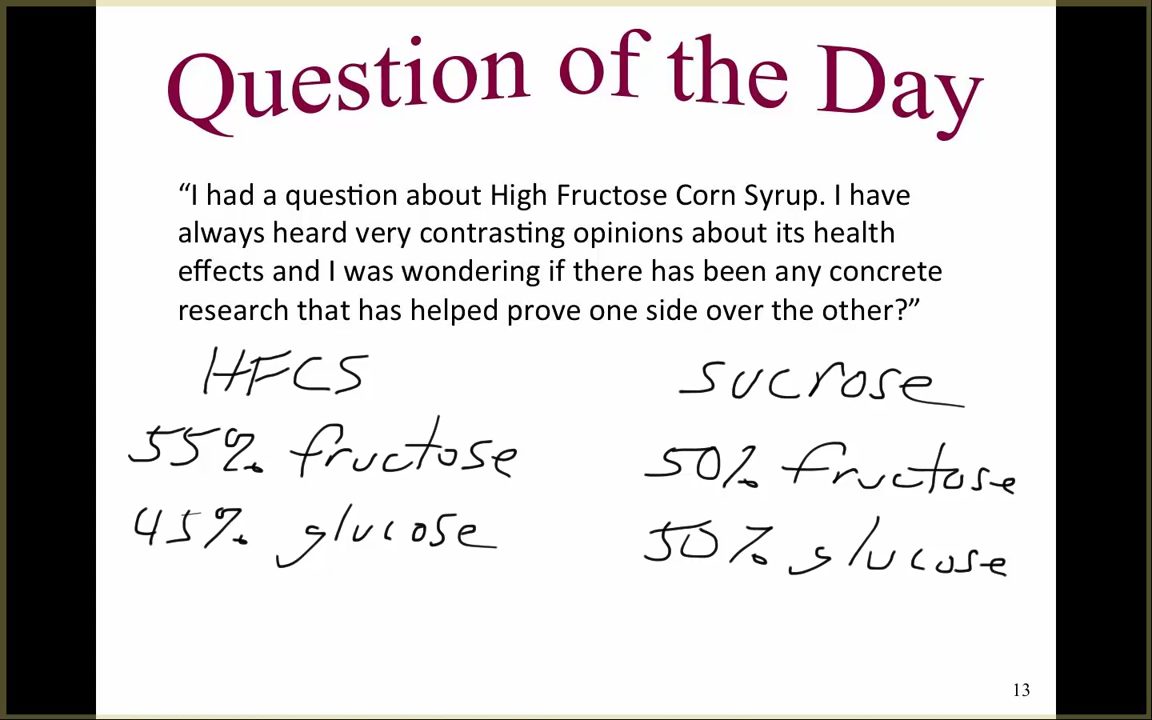 Question of the Day
“I had a question about High Fructose Corn Syrup. I have
always heard very contrasting opinions about its health
effects and I was wondering if there has been any concrete
research that has helped prove one side over the other?”
HFCS
55% fructose
45% glucose
sucrose
50% fructose
50% glucose
13